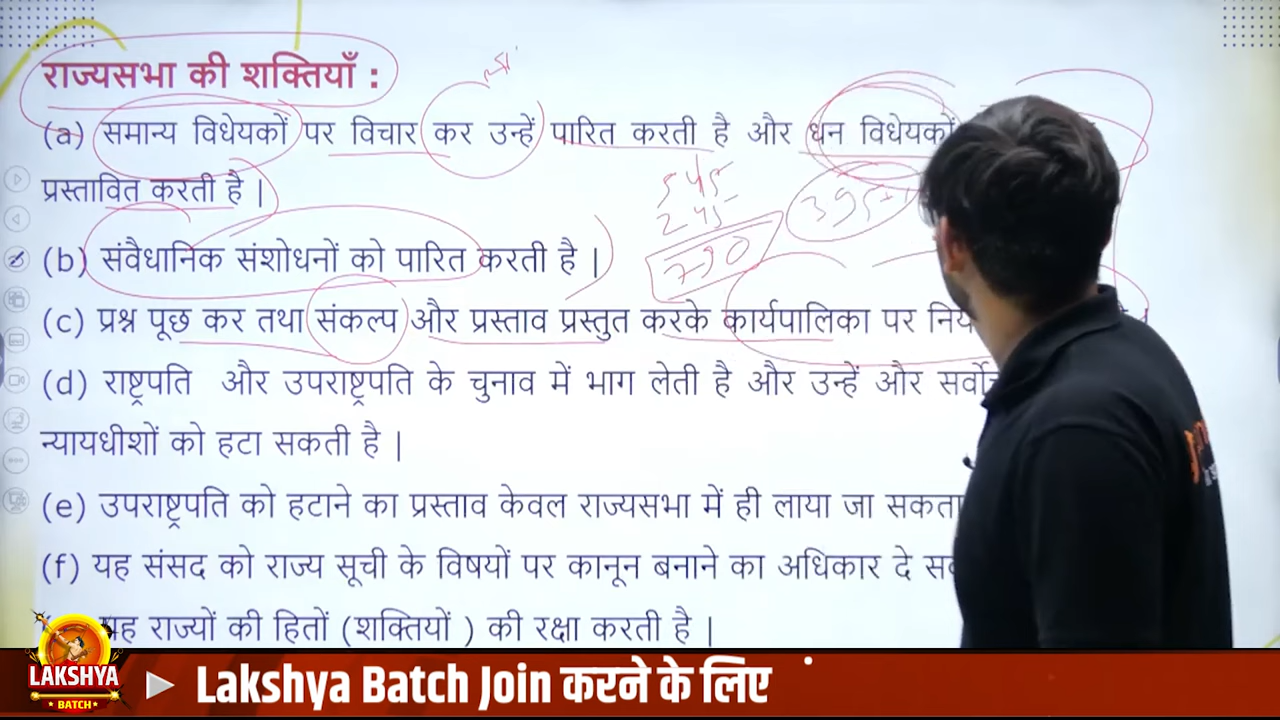 राज्यसभा की शक्तियाँ :
(a) समान्य विधेयकों पर विचार कर उन्हें पारित करती है और धन विधेयकों
प्रस्तावित करती है |
545
245
790
395
(b) संवैधानिक संशोधनों को पारित करती है |
(c) प्रश्न पूछ कर तथा संकल्प और प्रस्ताव प्रस्तुत करके कार्यपालिका पर
(d) राष्ट्रपति और उपराष्ट्रपति के चुनाव में भाग लेती है और उन्हें और
न्यायधीशों को हटा सकती है |
(e) उपराष्ट्रपति को हटाने का प्रस्ताव केवल राज्यसभा में ही लाया जा सकता
(f) यह संसद को राज्य सूची के विषयों पर कानून बनाने का अधिकार दे
यह राज्यों की हितों (शक्तियों ) की रक्षा करती है |
LAKSHYA
BATCH
Lakshya Batch Join करने के लिए